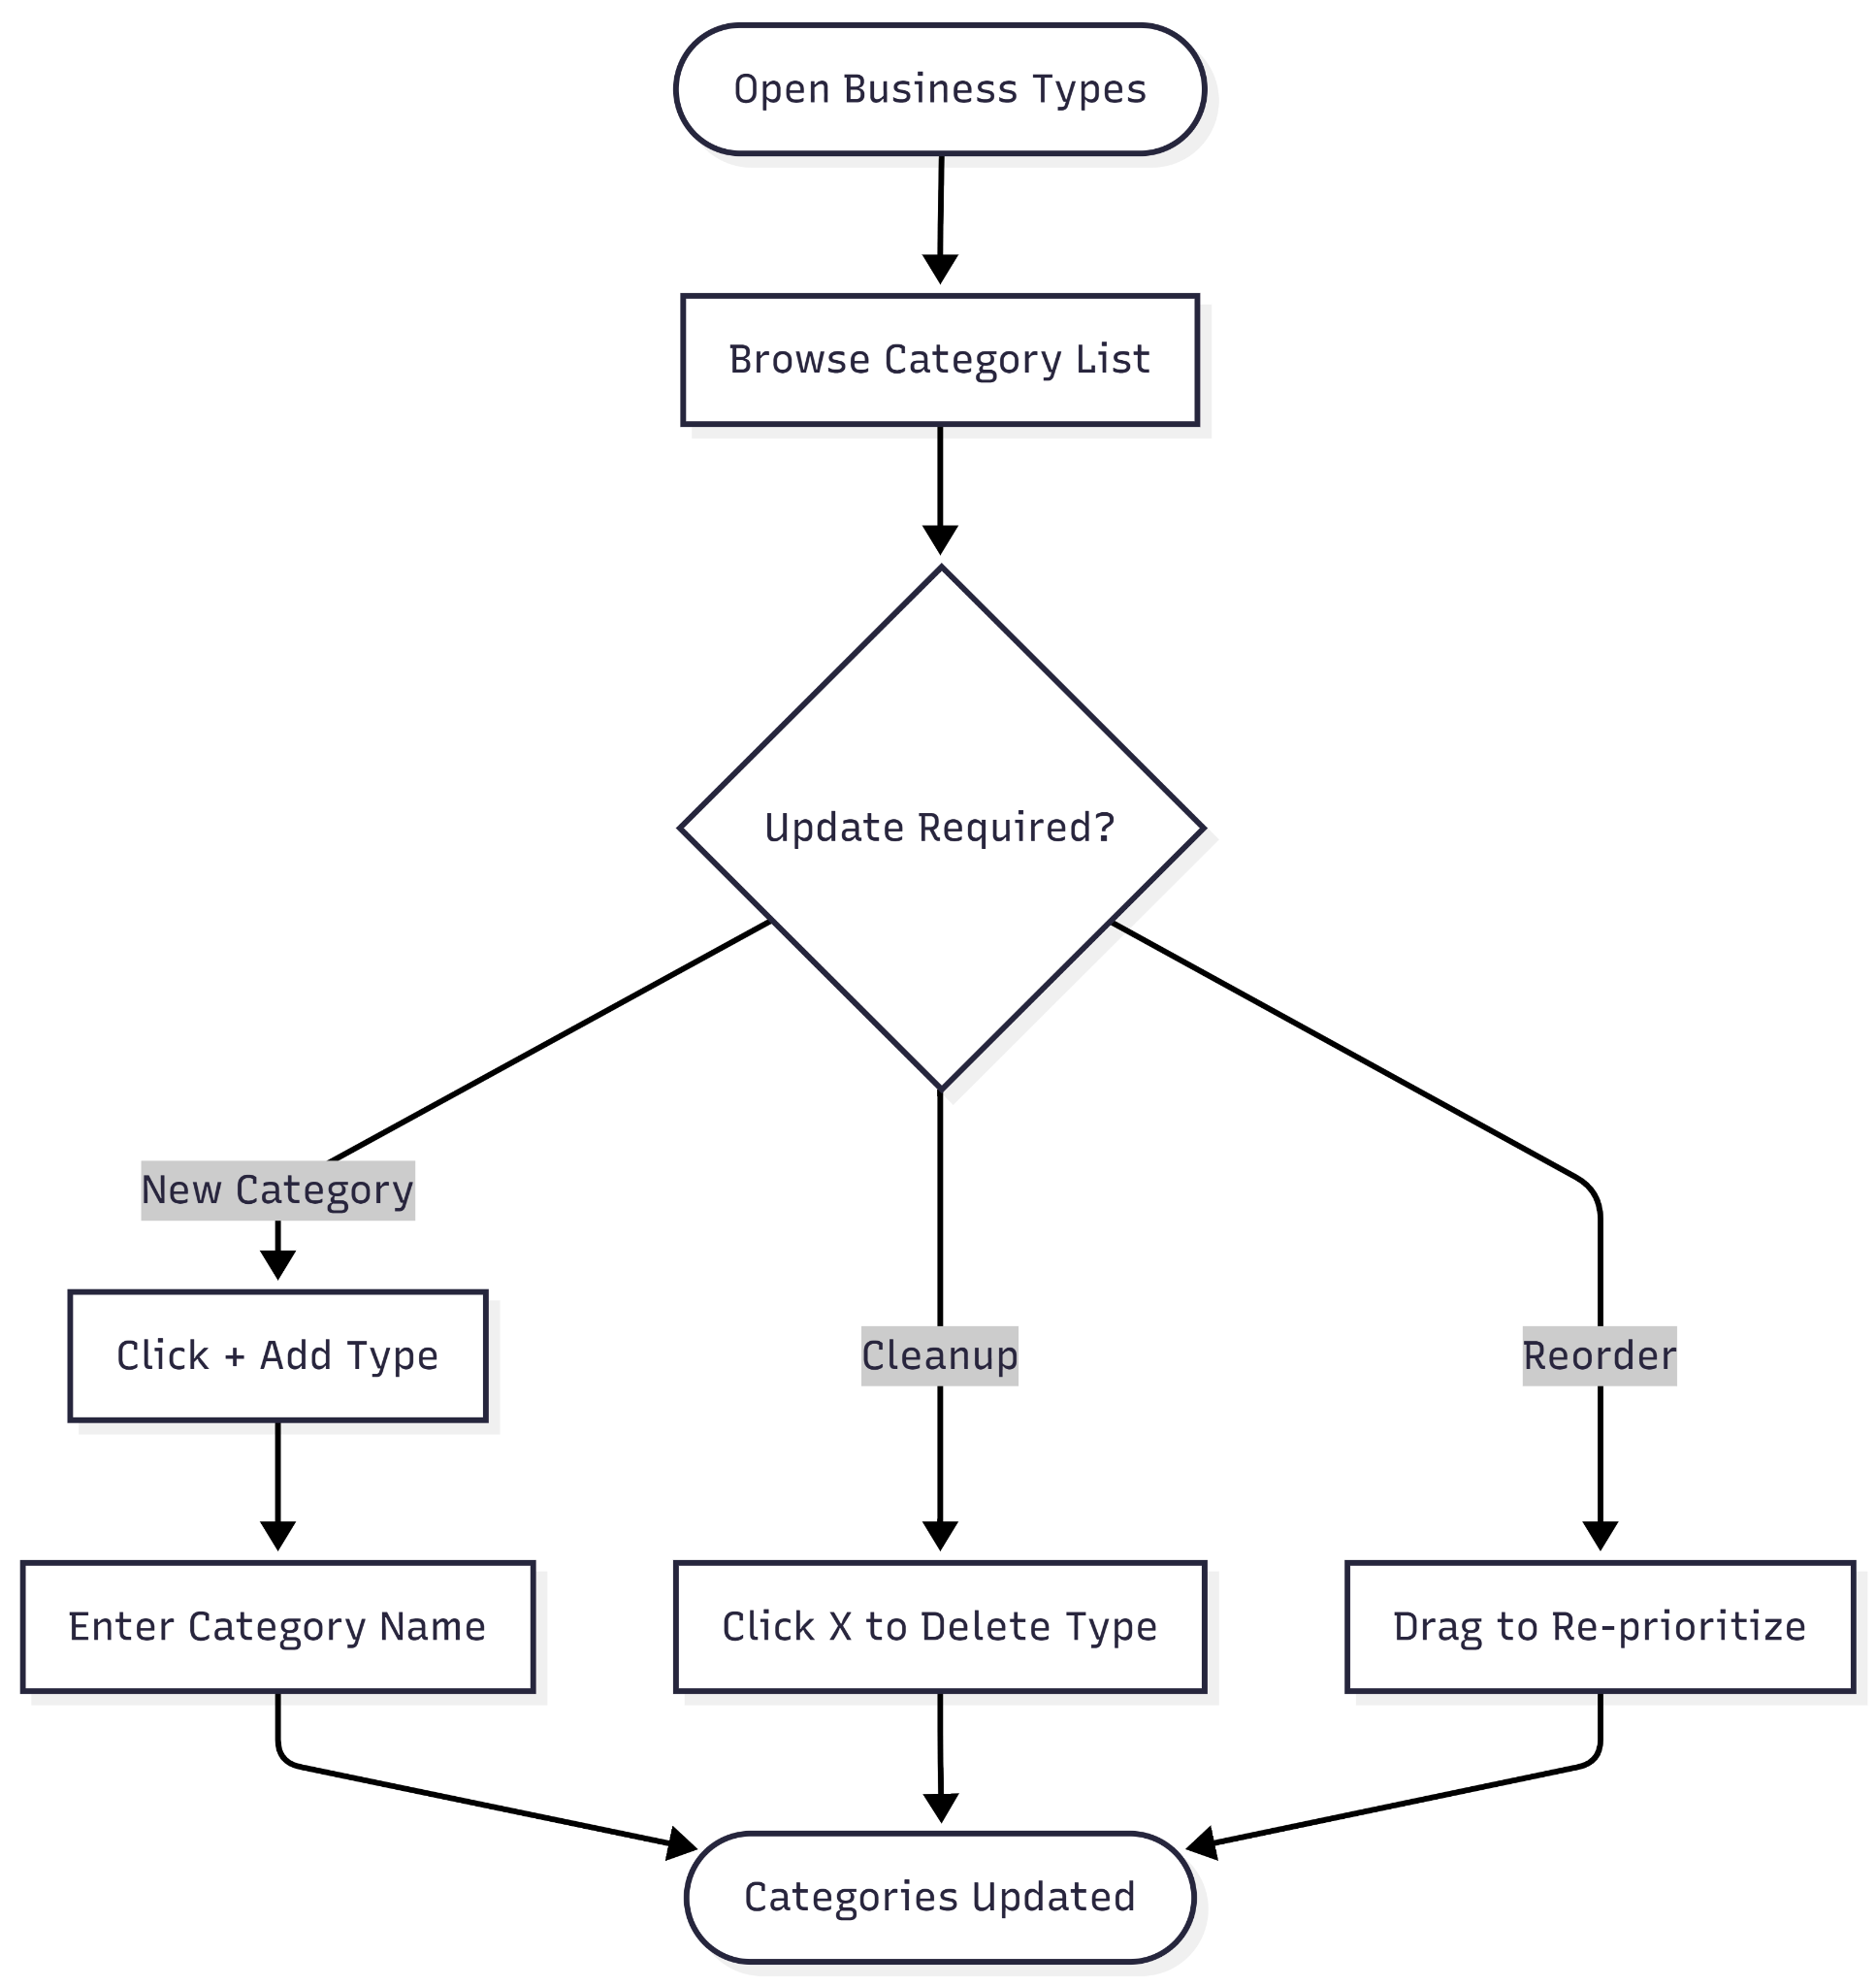 Open Business Types
Browse Category List
Update Required?
New Category
Click + Add Type
Cleanup
Reorder
Enter Category Name
Click X to Delete Type
Drag to Re-prioritize
Categories Updated